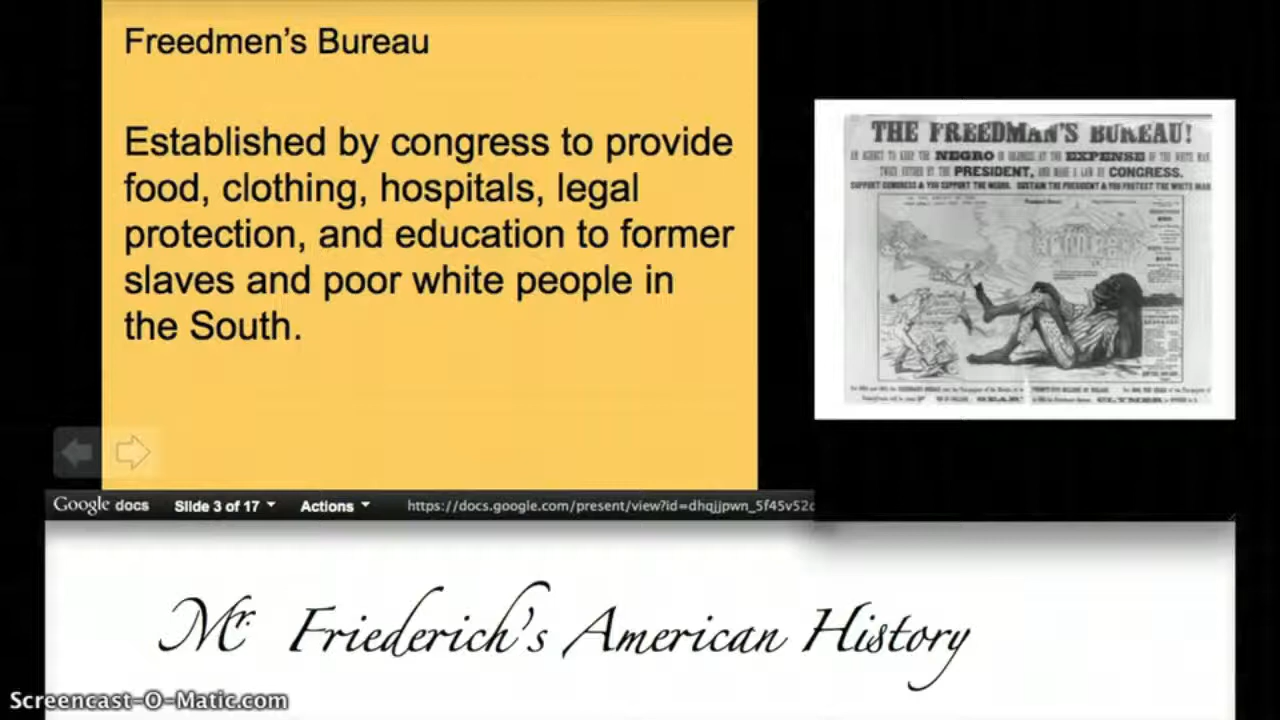 Freedmen's Bureau
Established by congress to provide
food, clothing, hospitals, legal
protection, and education to former
slaves and poor white people in
the South.
THE FREEDMAN'S BUREAU!
AN AGENCY TO KEEP THE NEGRO IN IDLENESS AT THE EXPENSE OF THE WHITE MAN.
TWICE VETOED BY THE PRESIDENT, AND MADE A LAW BY CONGRESS.
SUPPORT CONGRESS & YOU SUPPORT THE NEGRO. SUSTAIN THE PRESIDENT & YOU PROTECT THE WHITE MAN
Google docs Slide 3 of 17 Actions https://docs.google.com/present/view?id=dhqjjpwn_5f45v52c
Mr. Friederich's American History
Screencast-O-Matic.com